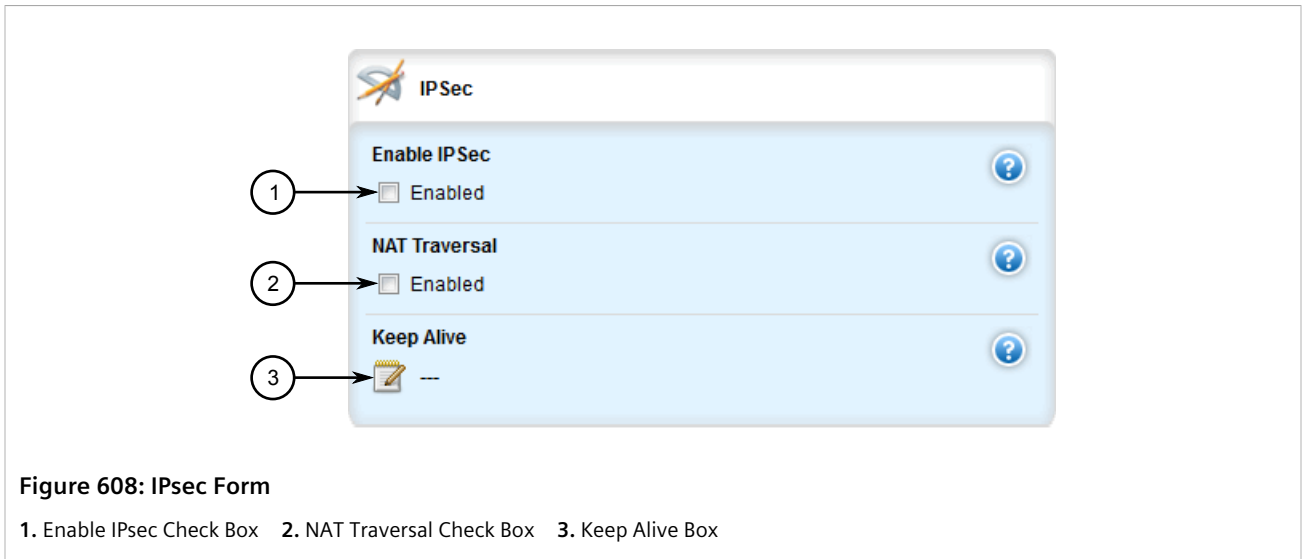 IPSec
Enable IPSec
1 Enabled
NAT Traversal
2 Enabled
Keep Alive
3 ---
Figure 608: IPsec Form
1. Enable IPsec Check Box 2. NAT Traversal Check Box 3. Keep Alive Box